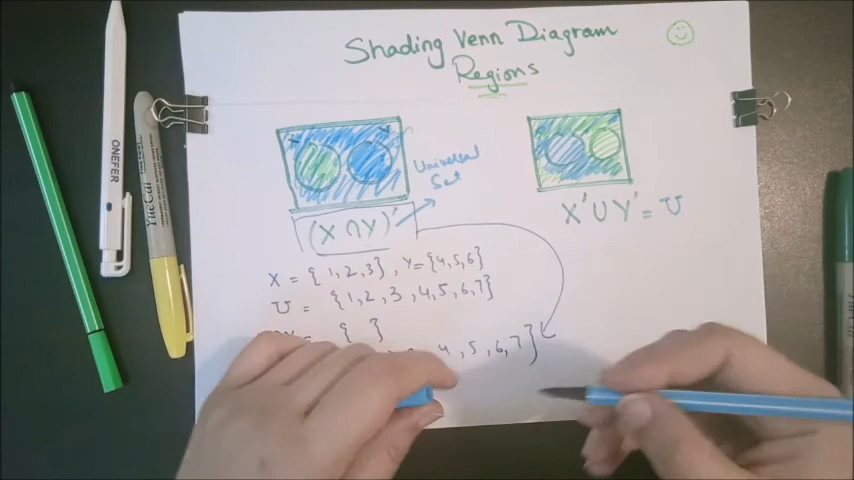 Shading Venn Diagram
Regions
Universal
Set
(X ∩ Y)'
X' ∪ Y' = U
X = { 1, 2, 3} , Y = {4, 5, 6}
U = {1, 2, 3, 4, 5, 6, 7}
= { }
4, 5, 6, 7}
ONEFER
YueCai